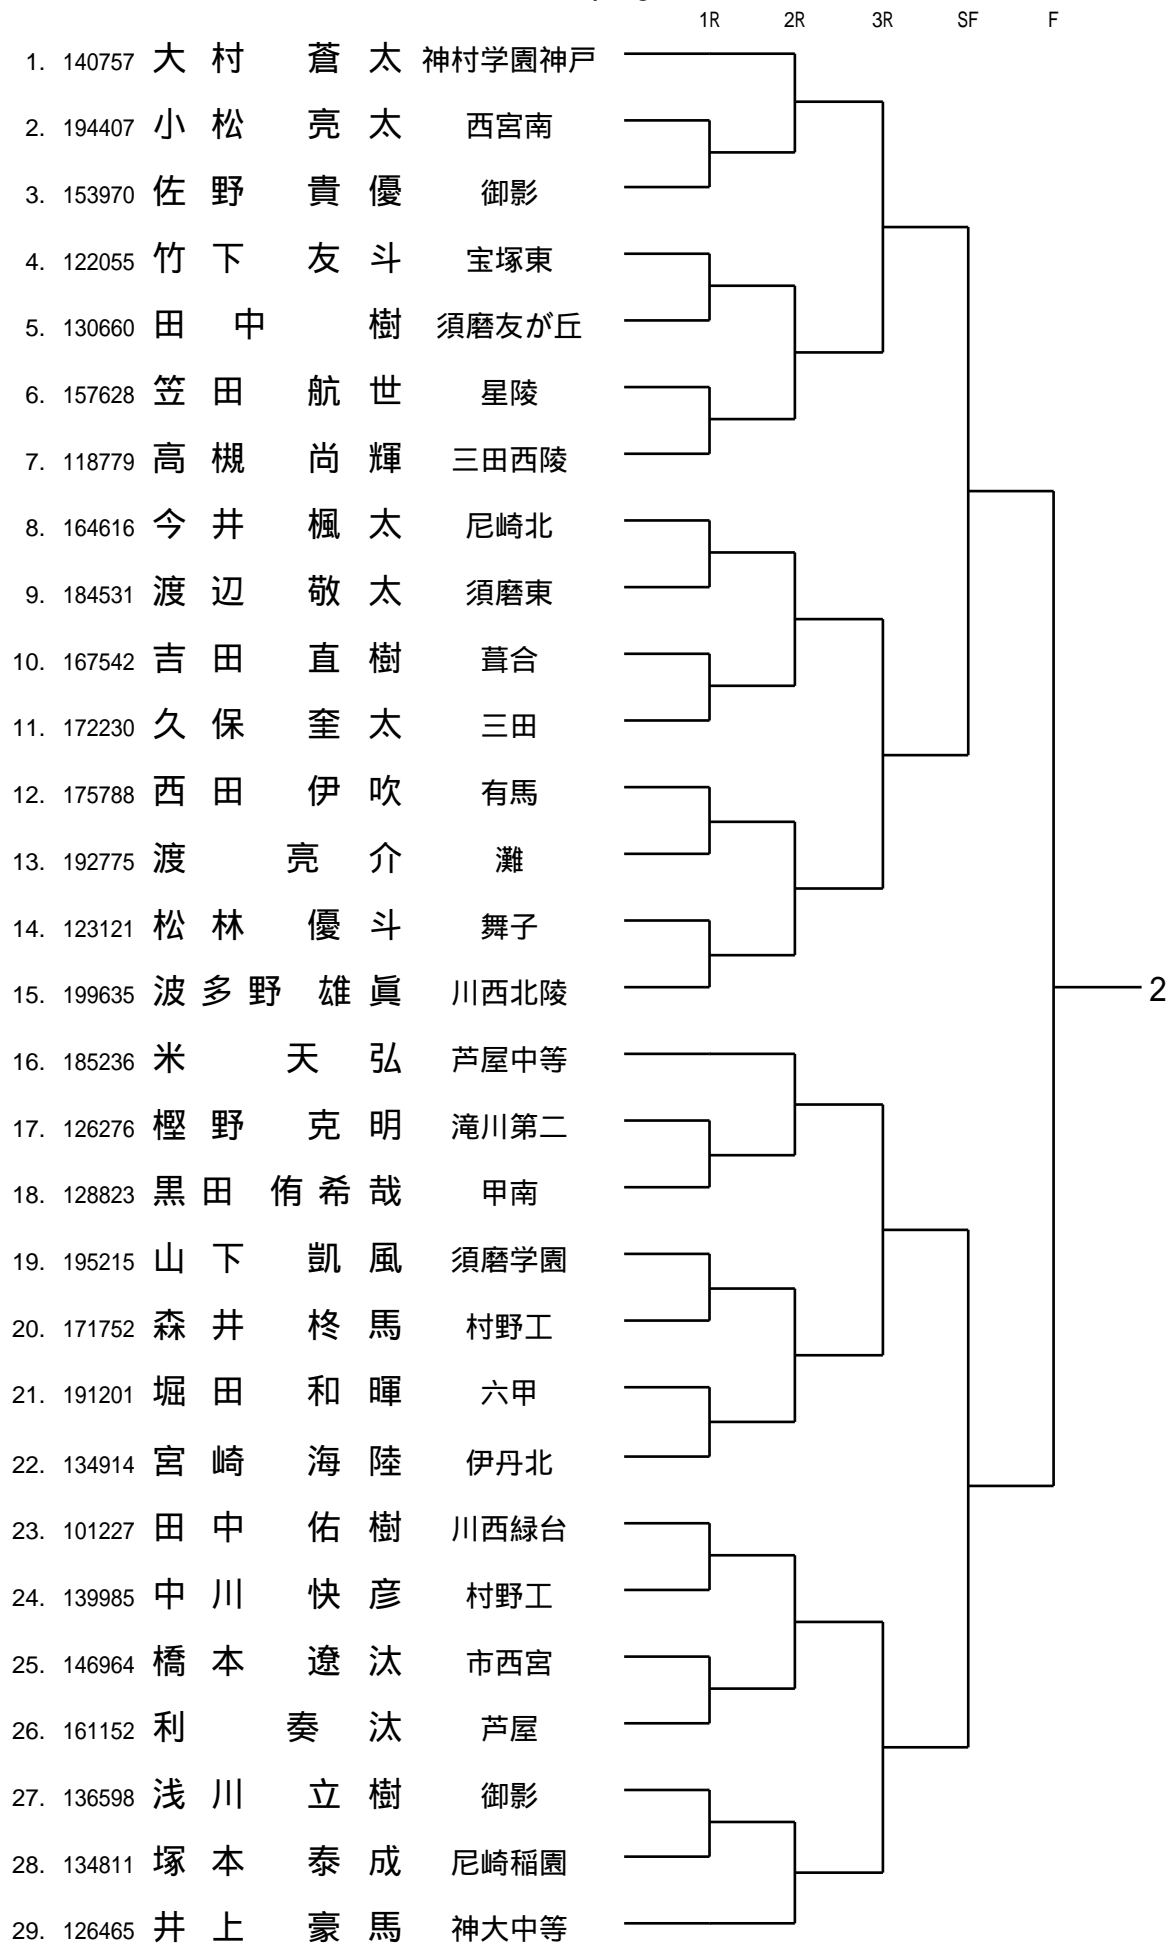 1R 2R 3R SF F
1. 140757 大村 蒼太 神村学園神戸
2. 194407 小松 亮太 西宮南
3. 153970 佐野 貴優 御影
4. 122055 竹下 友斗 宝塚東
5. 130660 田中 樹 須磨友が丘
6. 157628 笠田 航世 星陵
7. 118779 高槻 尚輝 三田西陵
8. 164616 今井 楓太 尼崎北
9. 184531 渡辺 敬太 須磨東
10. 167542 吉田 直樹 葺合
11. 172230 久保 奎太 三田
12. 175788 西田 伊吹 有馬
13. 192775 渡 亮介 灘
14. 123121 松林 優斗 舞子
15. 199635 波多野 雄眞 川西北陵
2
16. 185236 米 天弘 芦屋中等
17. 126276 樫野 克明 滝川第二
18. 128823 黒田 侑希哉 甲南
19. 195215 山下 凱風 須磨学園
20. 171752 森井 柊馬 村野工
21. 191201 堀田 和暉 六甲
22. 134914 宮崎 海陸 伊丹北
23. 101227 田中 佑樹 川西緑台
24. 139985 中川 快彦 村野工
25. 146964 橋本 遼汰 市西宮
26. 161152 利 奏汰 芦屋
27. 136598 浅川 立樹 御影
28. 134811 塚本 泰成 尼崎稲園
29. 126465 井上 豪馬 神大中等